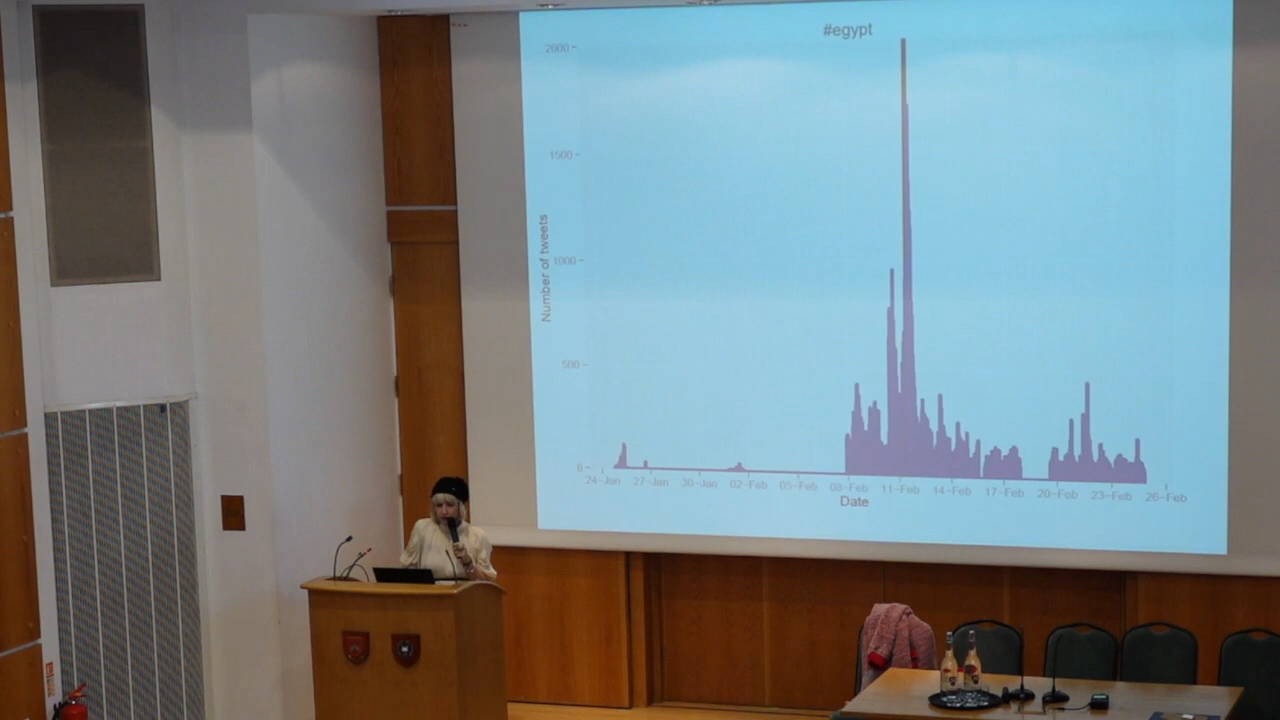 #egypt
2000
1500
1000
500
0
Number of tweets
24-Jan 27-Jan 30-Jan 02-Feb 05-Feb 08-Feb 11-Feb 14-Feb 17-Feb 20-Feb 23-Feb 26-Feb
Date